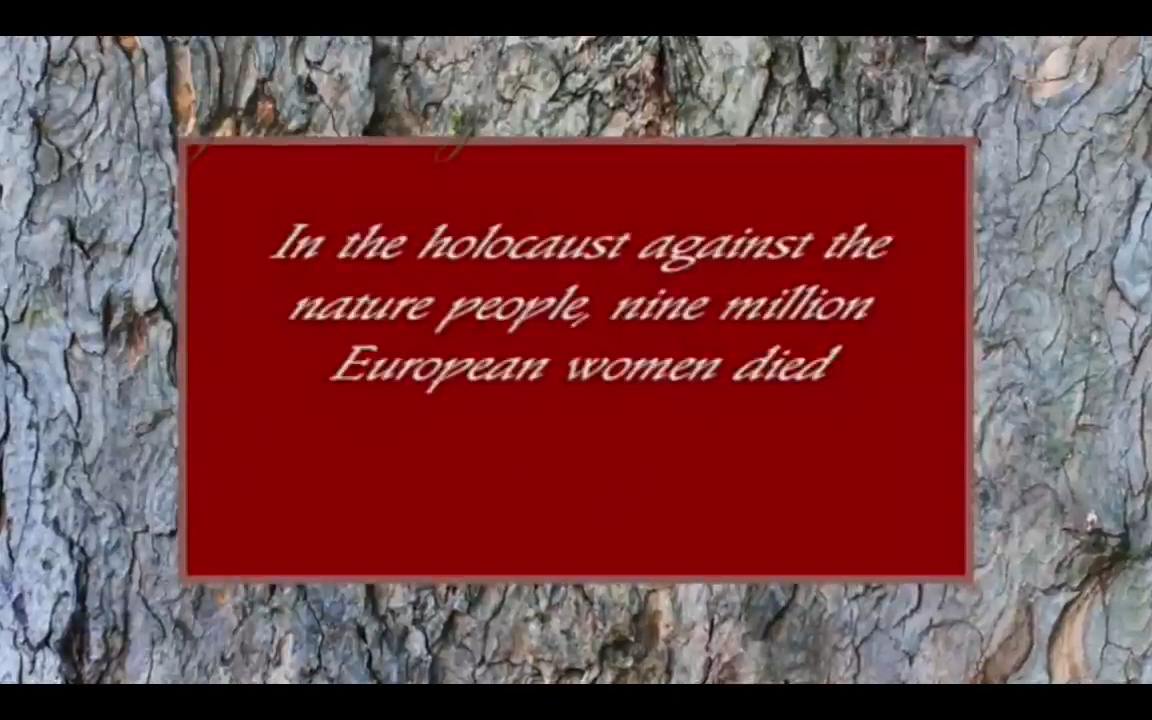 In the holocaust against the
nature people, nine million
European women died